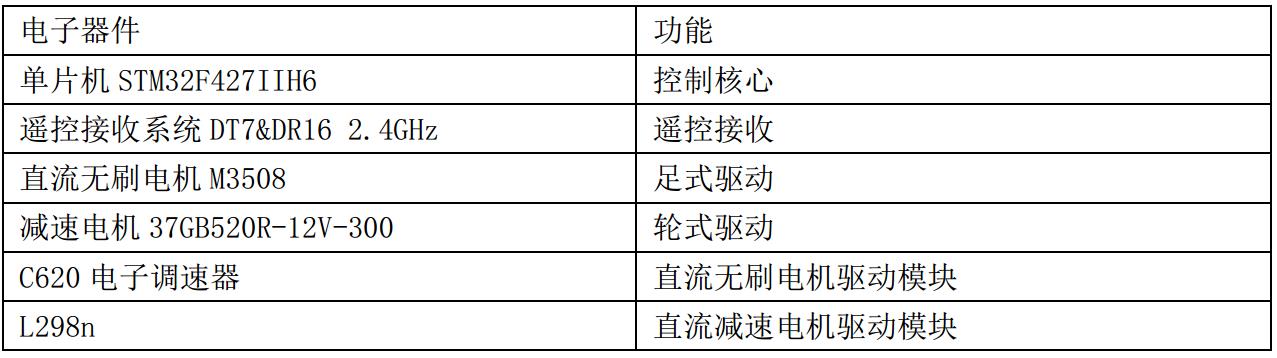 电子器件 功能
单片机 STM32F427IIH6 控制核心
遥控接收系统 DT7&DR16 2.4GHz 遥控接收
直流无刷电机 M3508 足式驱动
减速电机 37GB520R-12V-300 轮式驱动
C620 电子调速器 直流无刷电机驱动模块
L298n 直流减速电机驱动模块